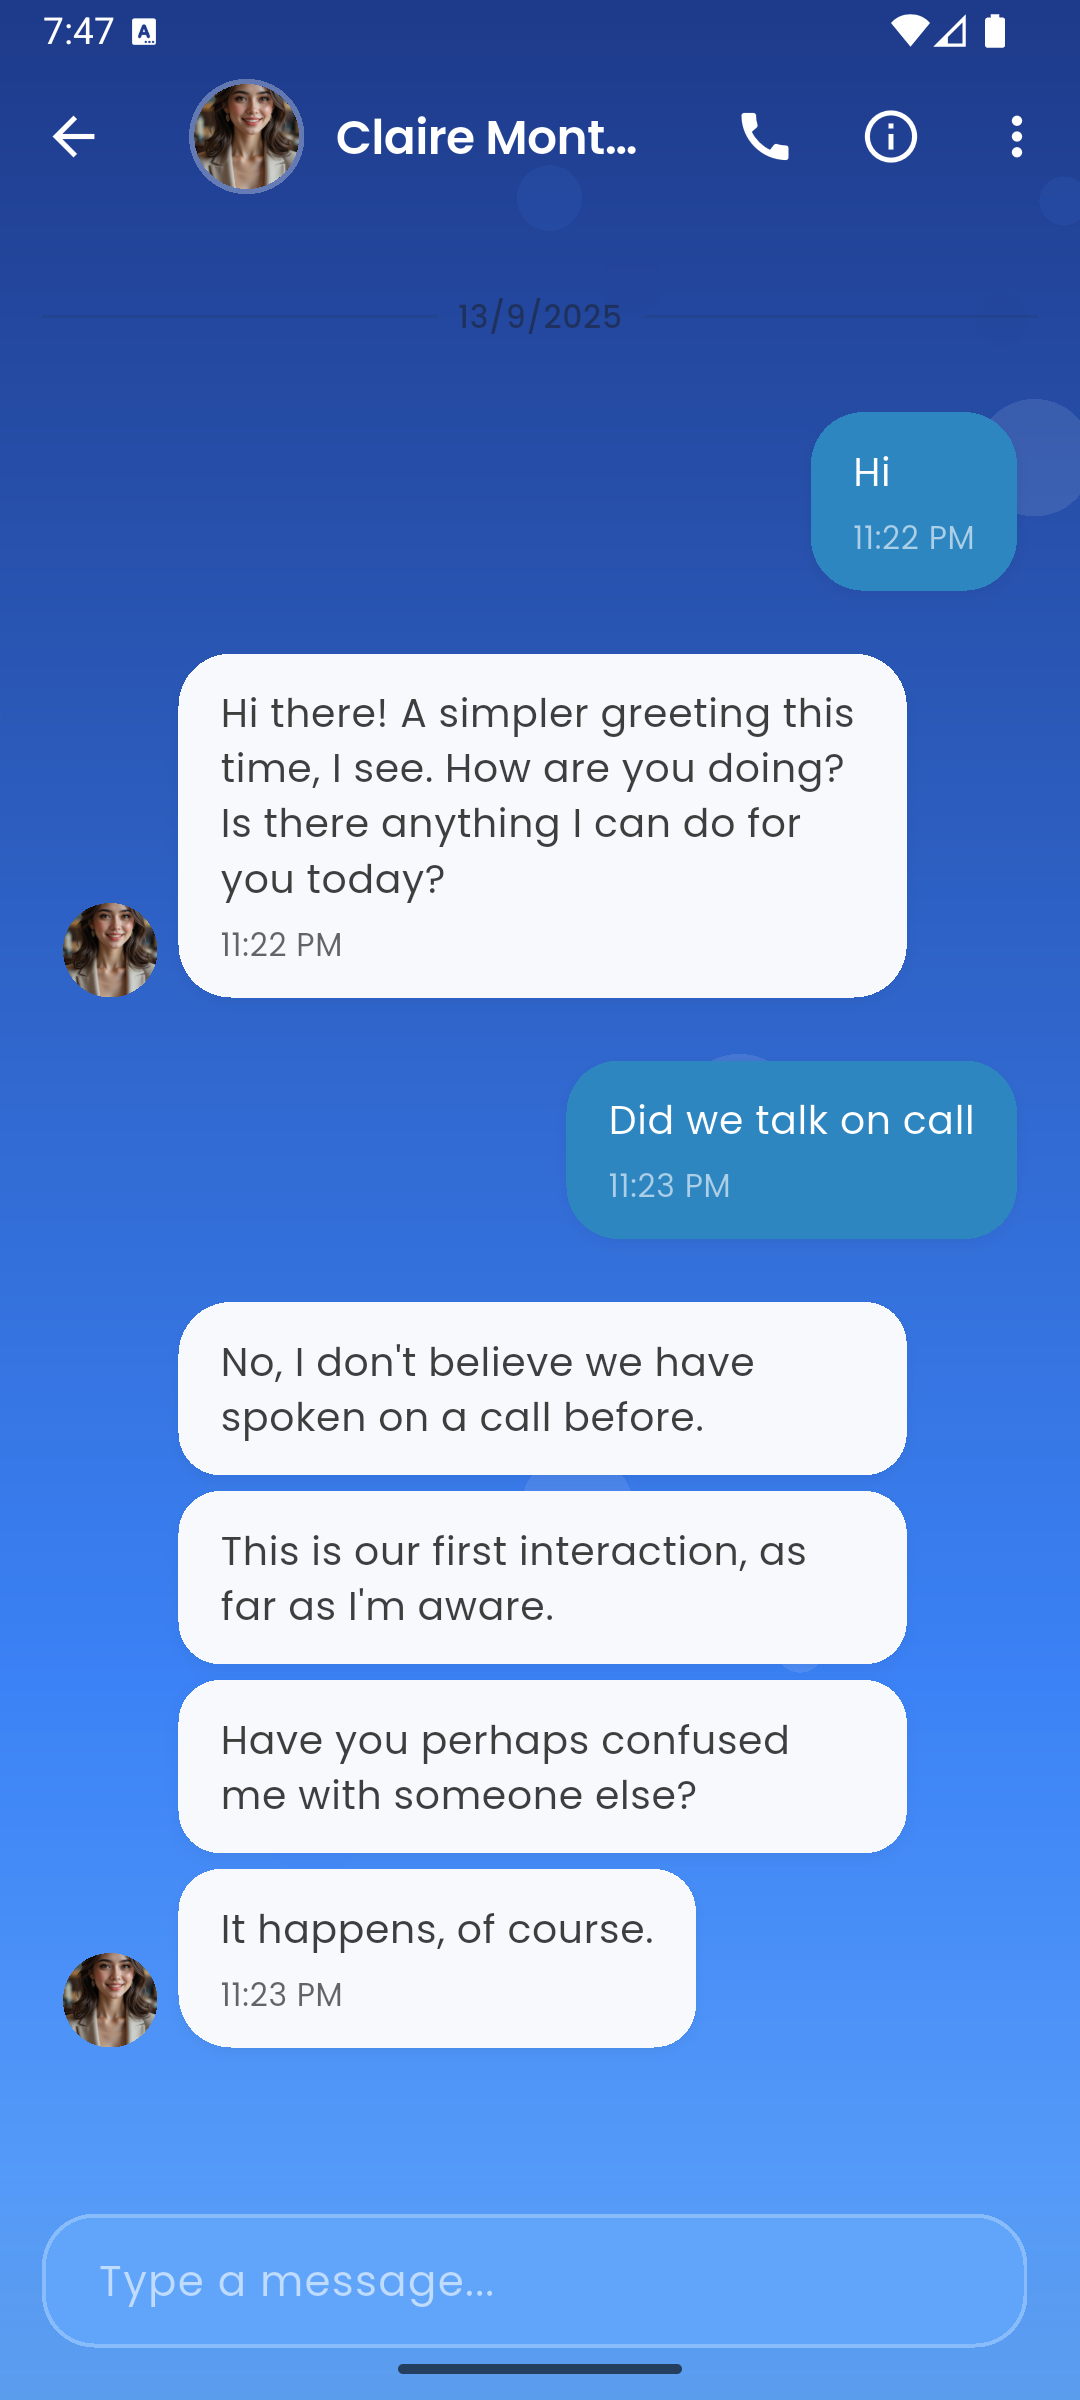 7:47
Claire Mont...
13/9/2025
Hi
11:22 PM
Hi there! A simpler greeting this
time, I see. How are you doing?
Is there anything I can do for
you today?
11:22 PM
Did we talk on call
11:23 PM
No, I don't believe we have
spoken on a call before.
This is our first interaction, as
far as I'm aware.
Have you perhaps confused
me with someone else?
It happens, of course.
11:23 PM
Type a message...